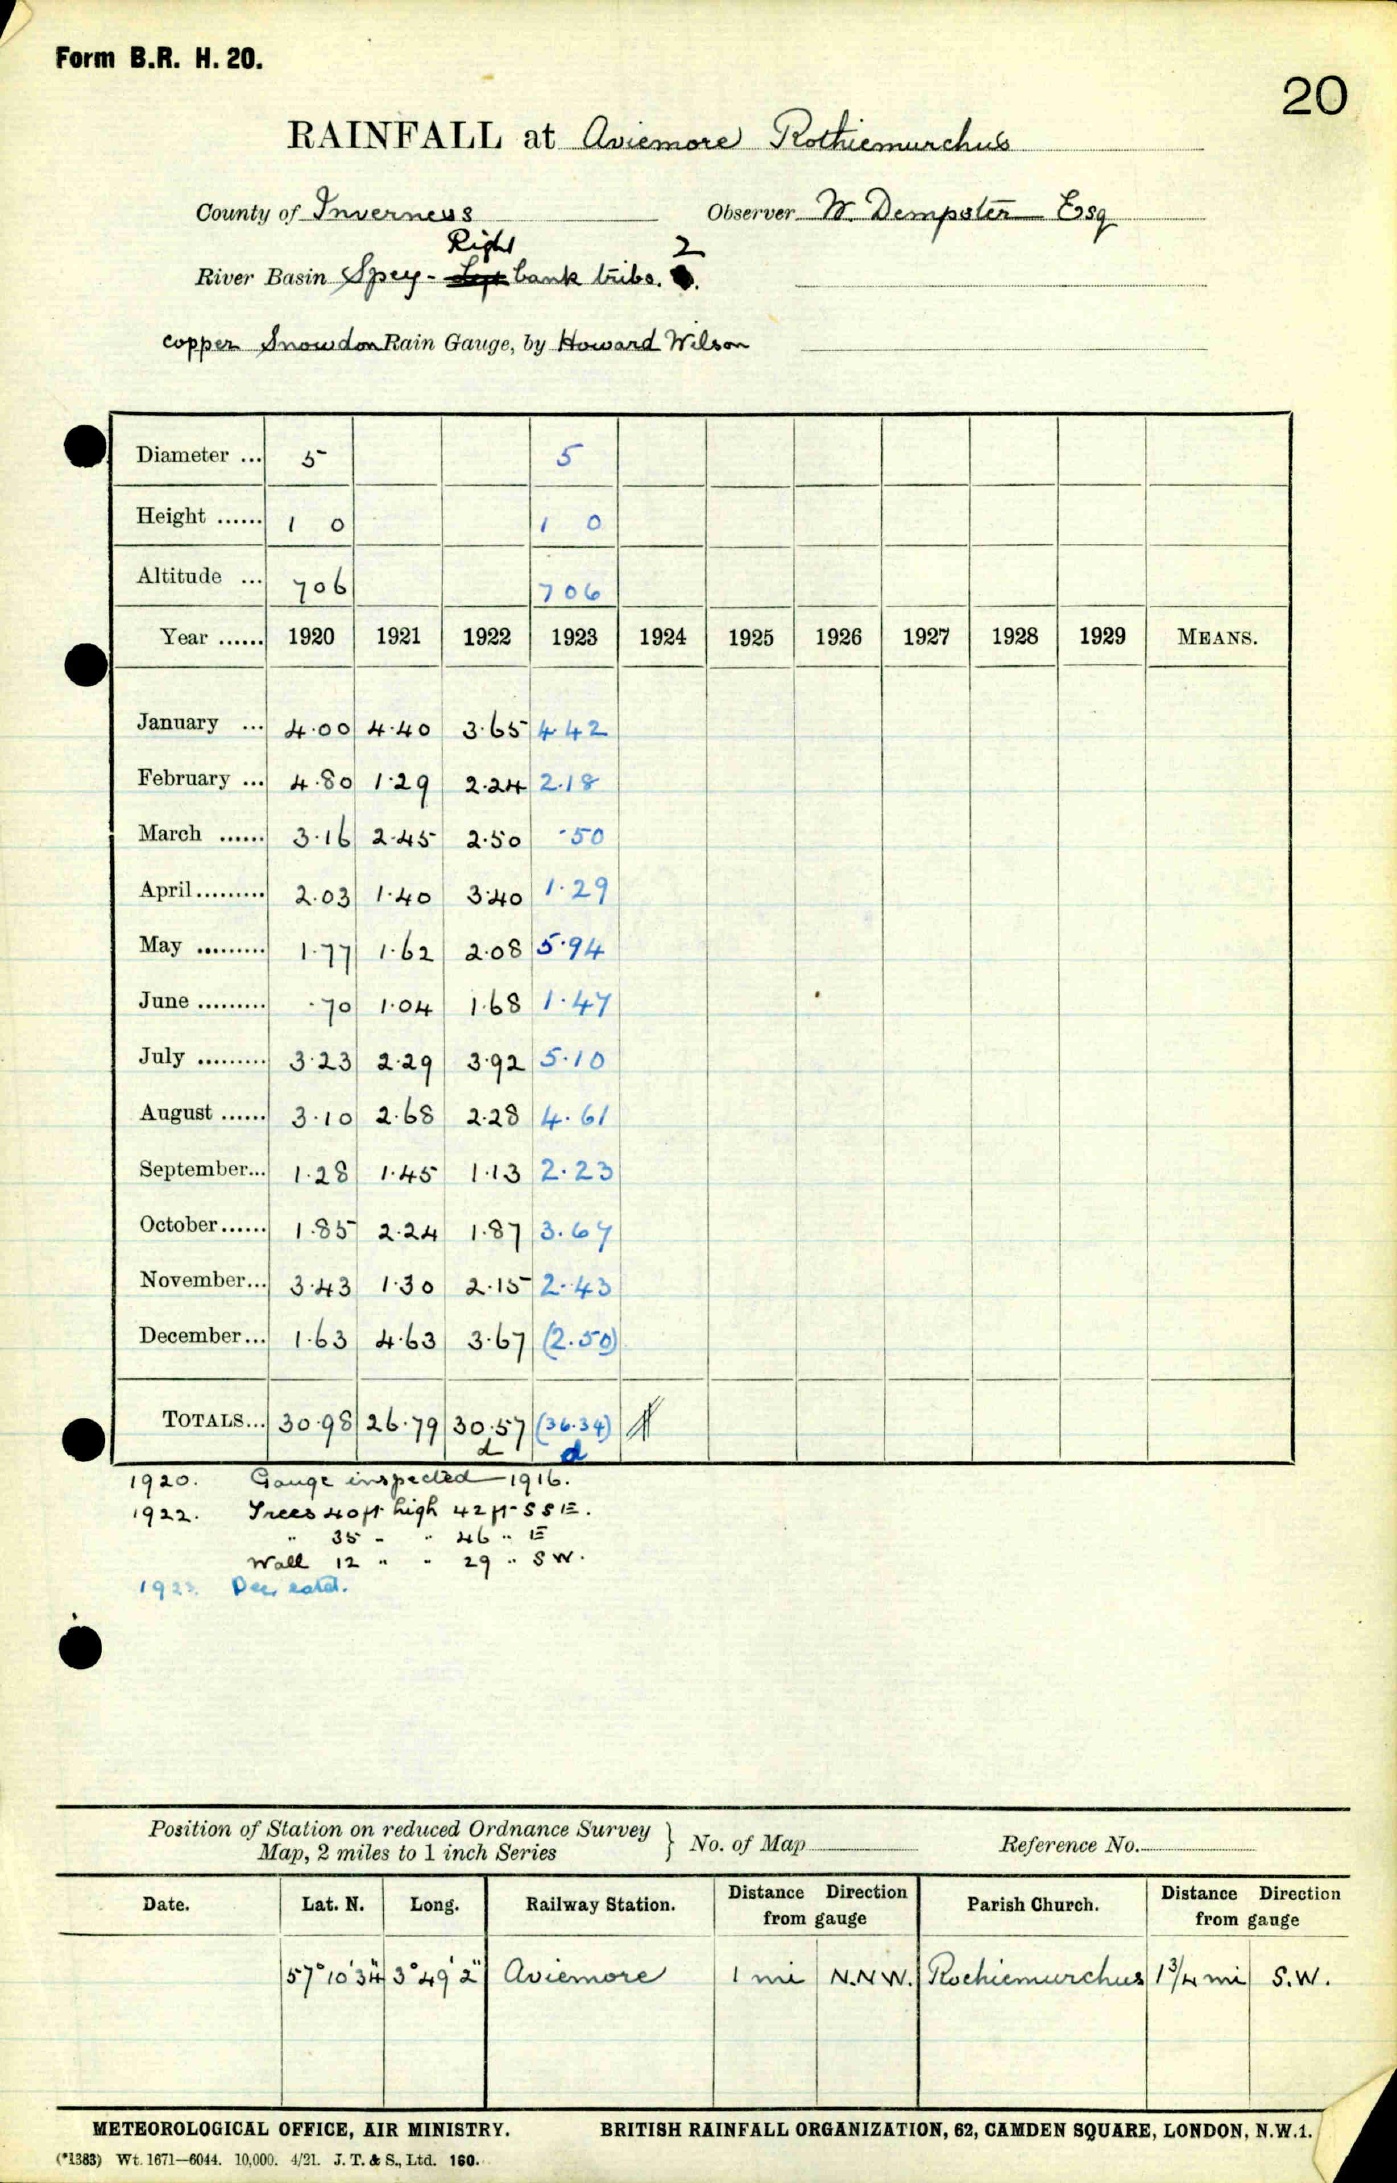 Form B.R. H. 20.
20
RAINFALL at Aviemore Rothiemurchus
County of Inverness Observer W. Dempster Esq
Right 2
River Basin Spey - Left bank tribs.
copper Snowdon Rain Gauge, by Howard Wilson
Diameter ... 5 5
Height ...... 1 0 1 0
Altitude ... 706 706
Year ...... 1920 1921 1922 1923 1924 1925 1926 1927 1928 1929 MEANS.
January ... 4.00 4.40 3.65 4.42
February ... 4.80 1.29 2.24 2.18
March ...... 3.16 2.45 2.50 .50
April ......... 2.03 1.40 3.40 1.29
May ......... 1.77 1.62 2.08 5.94
June ......... .70 1.04 1.68 1.47
July ......... 3.23 2.29 3.92 5.10
August ...... 3.10 2.68 2.28 4.61
September... 1.28 1.45 1.13 2.23
October...... 1.85 2.24 1.87 3.67
November... 3.43 1.30 2.15 2.43
December... 1.63 4.63 3.67 (2.50)
TOTALS... 30.98 26.79 30.57 (36.34)
d d
1920. Gauge inspected 1916.
1922. Trees 40ft high 42ft SSE.
" 35 " " 46 " E
Wall 12 " " 29 " SW.
1923. Dec. estd.
Position of Station on reduced Ordnance Survey
Map, 2 miles to 1 inch Series } No. of Map Reference No.
Date. Lat. N. Long. Railway Station. Distance Direction from gauge Parish Church. Distance Direction from gauge
57°10'34" 3°49'2" Aviemore 1 mi N.N.W. Rochiemurchus 1 3/4 mi S.W.
METEOROLOGICAL OFFICE, AIR MINISTRY. BRITISH RAINFALL ORGANIZATION, 62, CAMDEN SQUARE, LONDON, N.W.1.
(*1383) Wt. 1671—6044. 10,000. 4/21. J. T. & S., Ltd. 160.